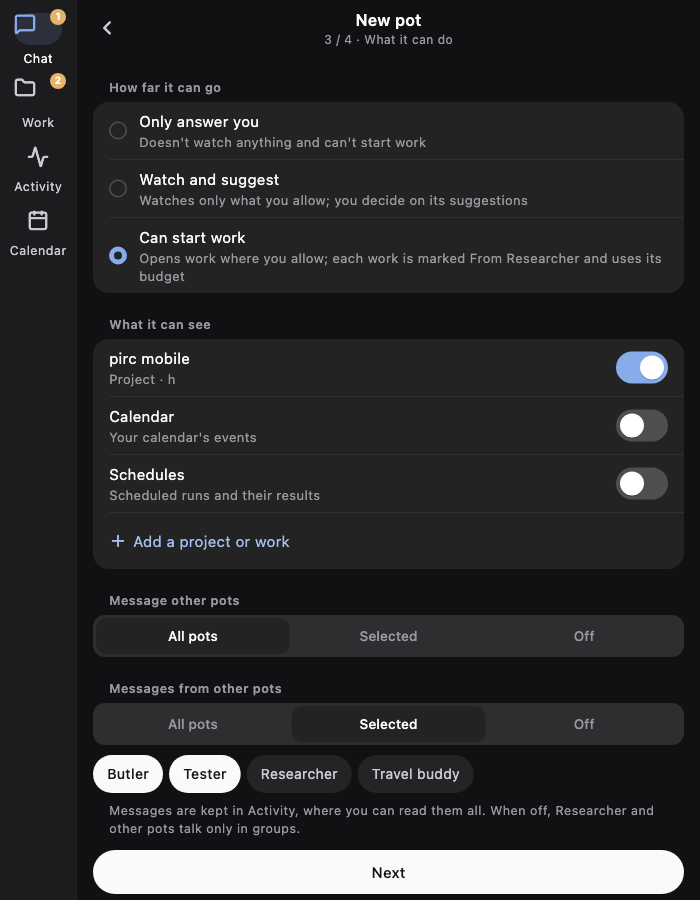 1
Chat
2
Work
Activity
Calendar
New pot
3 / 4 · What it can do
How far it can go
Only answer you
Doesn't watch anything and can't start work
Watch and suggest
Watches only what you allow; you decide on its suggestions
Can start work
Opens work where you allow; each work is marked From Researcher and uses its
budget
What it can see
pirc mobile
Project · h
Calendar
Your calendar's events
Schedules
Scheduled runs and their results
+ Add a project or work
Message other pots
All pots Selected Off
Messages from other pots
All pots Selected Off
Butler Tester Researcher Travel buddy
Messages are kept in Activity, where you can read them all. When off, Researcher and
other pots talk only in groups.
Next